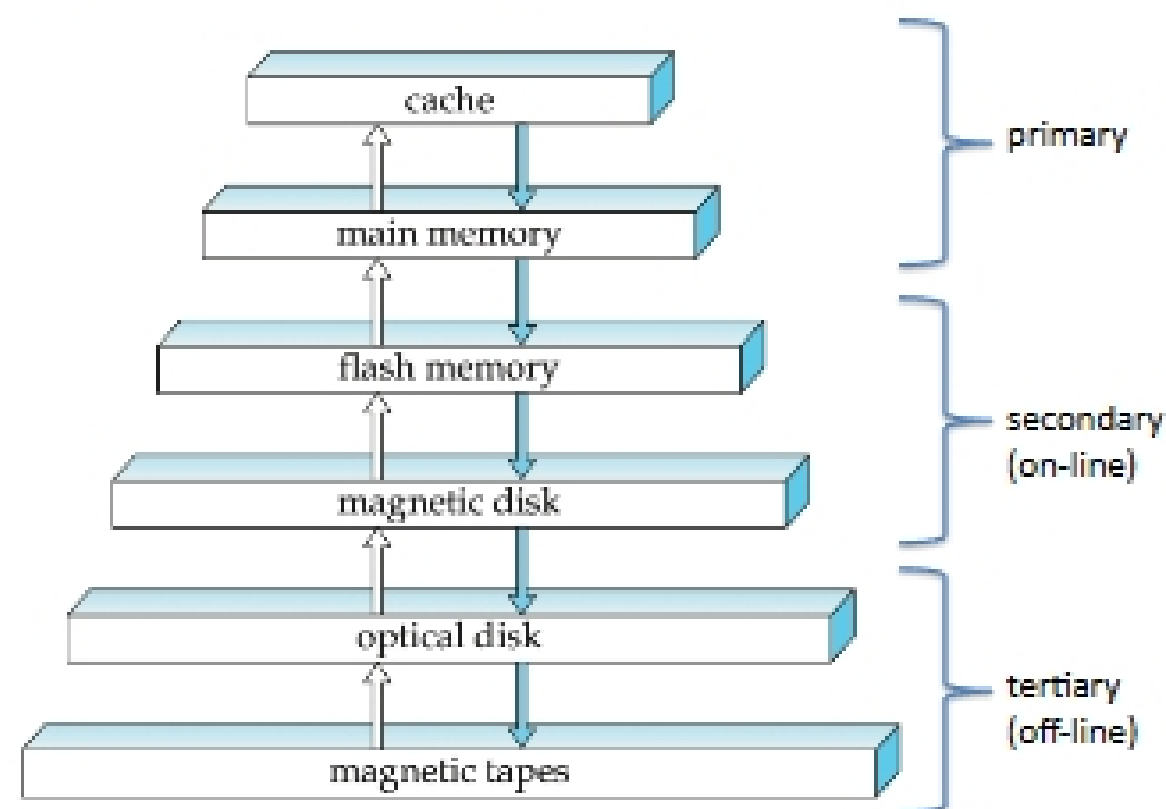 cache
primary
main memory
flash memory
secondary
(on-line)
magnetic disk
optical disk
tertiary
(off-line)
magnetic tapes